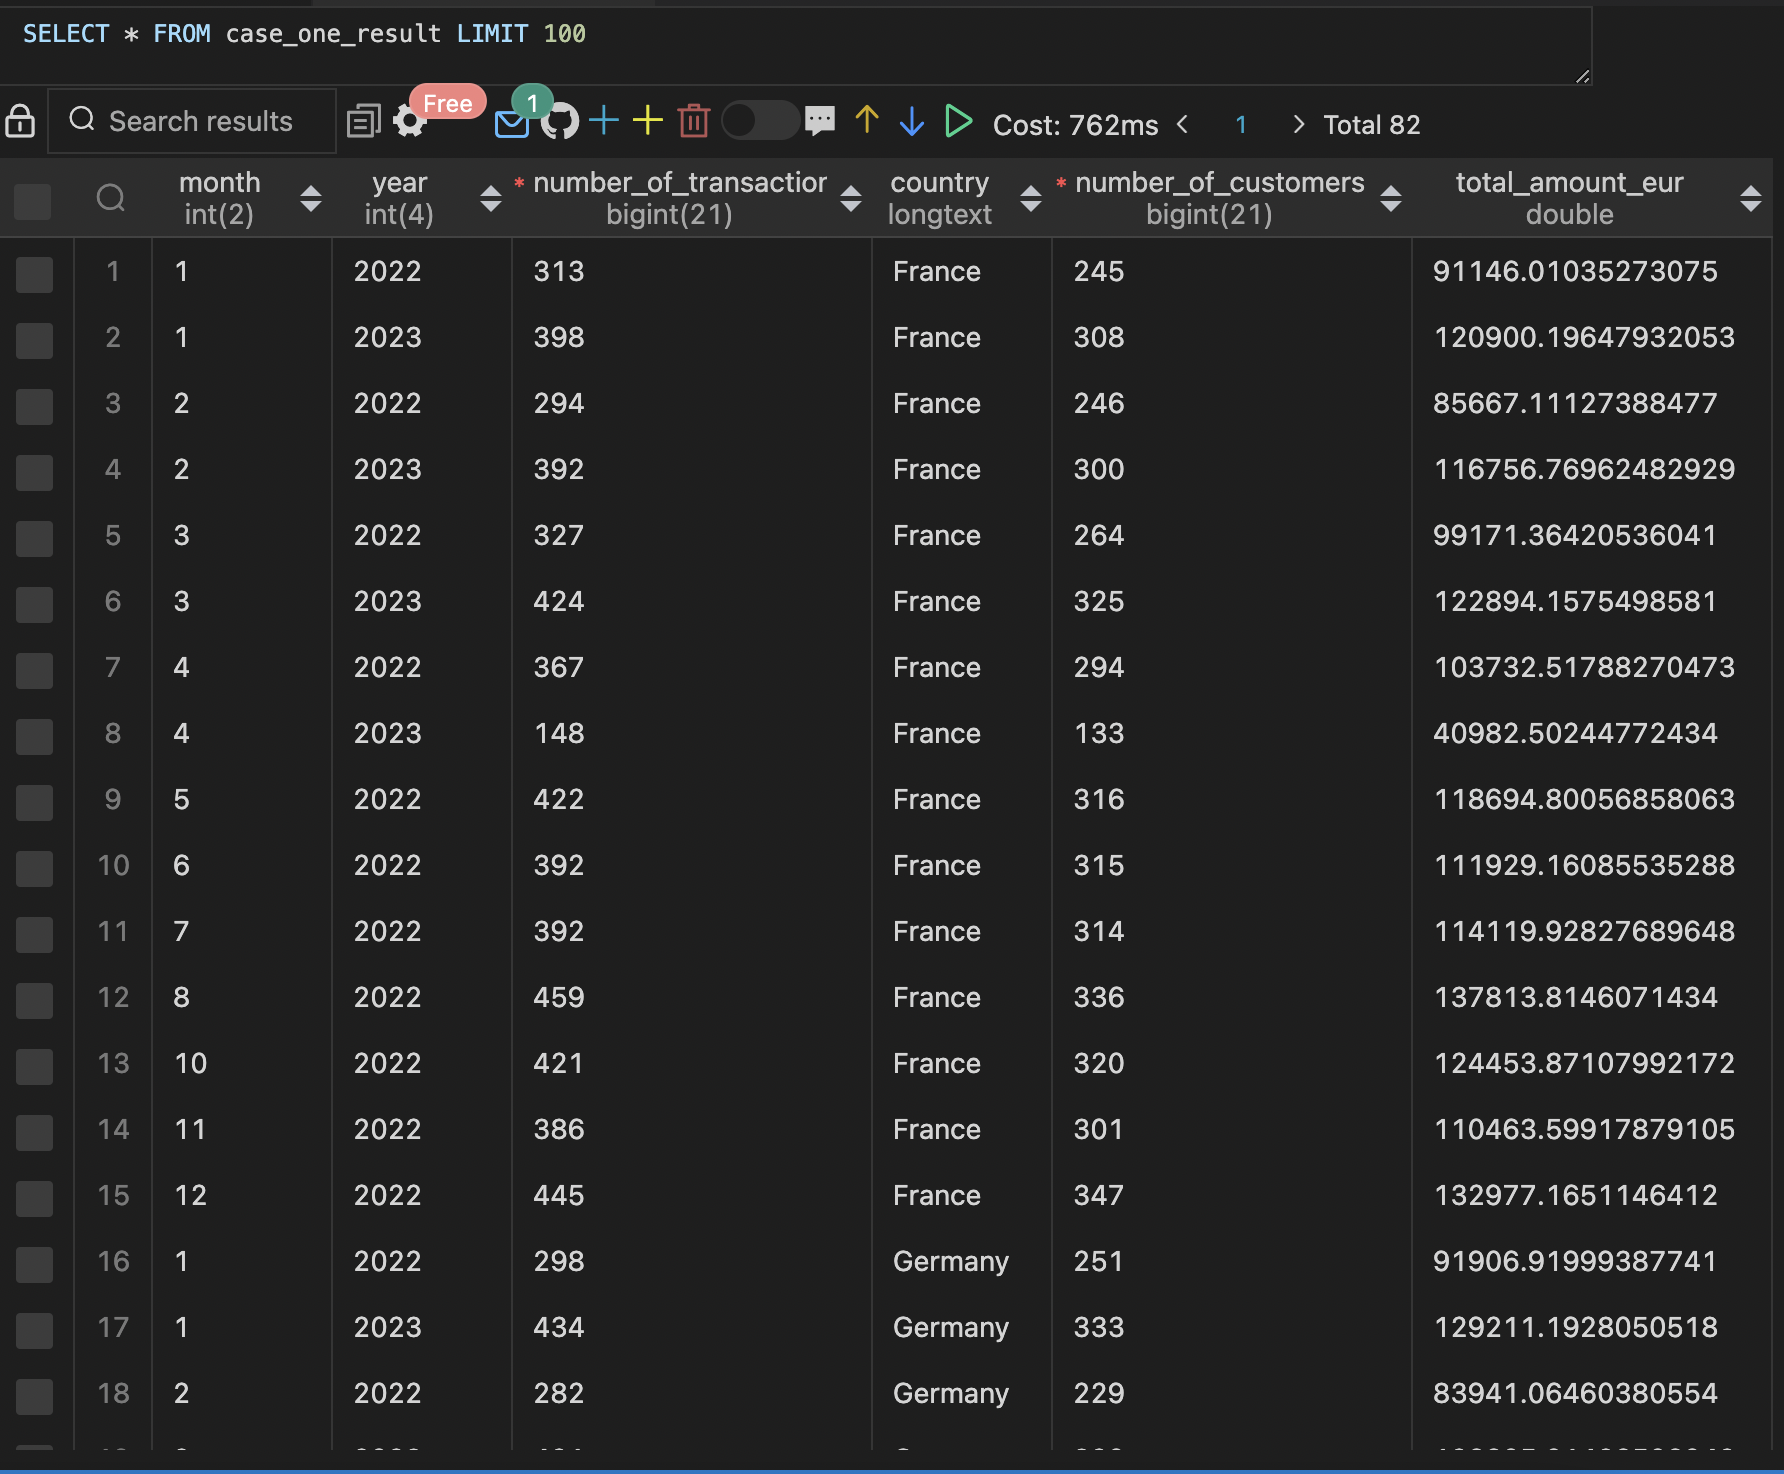 SELECT * FROM case_one_result LIMIT 100
Search results Free 1 Cost: 762ms 1 Total 82
month year * number_of_transactior country * number_of_customers total_amount_eur
int(2) int(4) bigint(21) longtext bigint(21) double
1 1 2022 313 France 245 91146.01035273075
2 1 2023 398 France 308 120900.19647932053
3 2 2022 294 France 246 85667.11127388477
4 2 2023 392 France 300 116756.76962482929
5 3 2022 327 France 264 99171.36420536041
6 3 2023 424 France 325 122894.1575498581
7 4 2022 367 France 294 103732.51788270473
8 4 2023 148 France 133 40982.50244772434
9 5 2022 422 France 316 118694.80056858063
10 6 2022 392 France 315 111929.16085535288
11 7 2022 392 France 314 114119.92827689648
12 8 2022 459 France 336 137813.8146071434
13 10 2022 421 France 320 124453.87107992172
14 11 2022 386 France 301 110463.59917879105
15 12 2022 445 France 347 132977.1651146412
16 1 2022 298 Germany 251 91906.91999387741
17 1 2023 434 Germany 333 129211.1928050518
18 2 2022 282 Germany 229 83941.06460380554